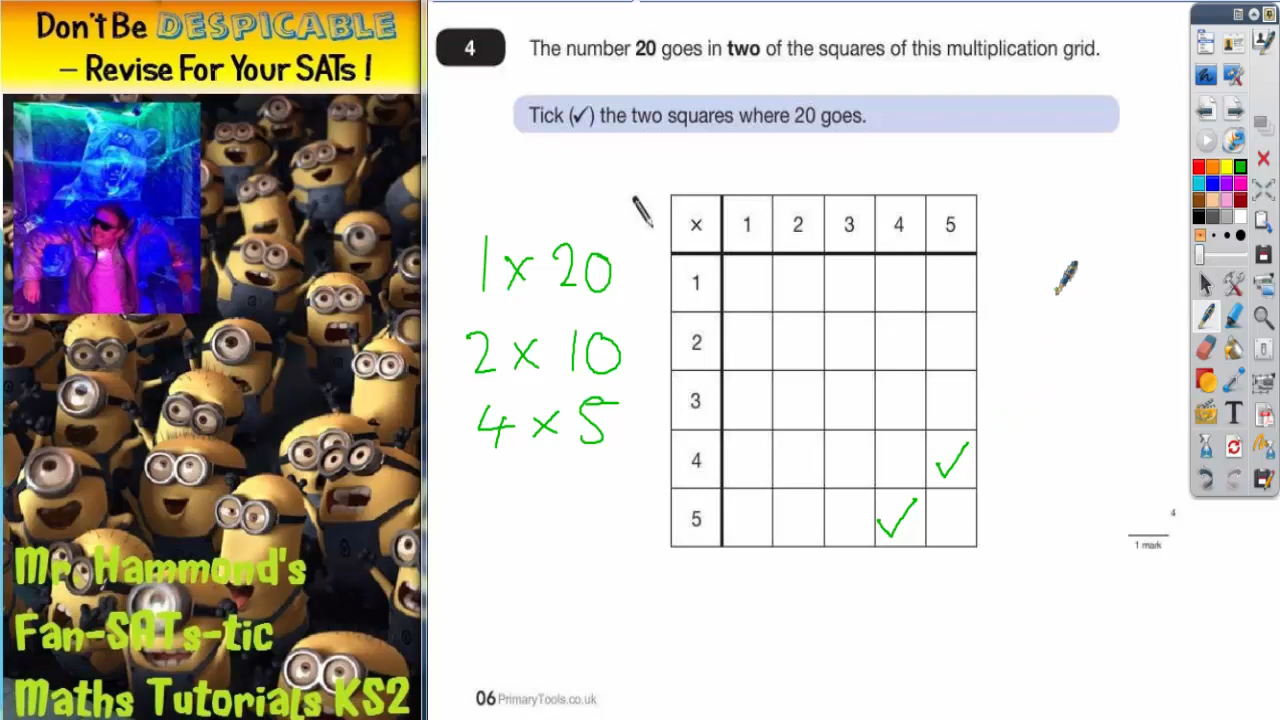 Don't Be DESPICABLE
– Revise For Your SATs !
Mr. Hammond's
Fan-SATs-tic
Maths Tutorials KS2
4
The number 20 goes in two of the squares of this multiplication grid.
Tick (✓) the two squares where 20 goes.
1 x 20
2 x 10
4 x 5
× 1 2 3 4 5
1
2
3
4 ✓
5 ✓
4
1 mark
06 PrimaryTools.co.uk
T